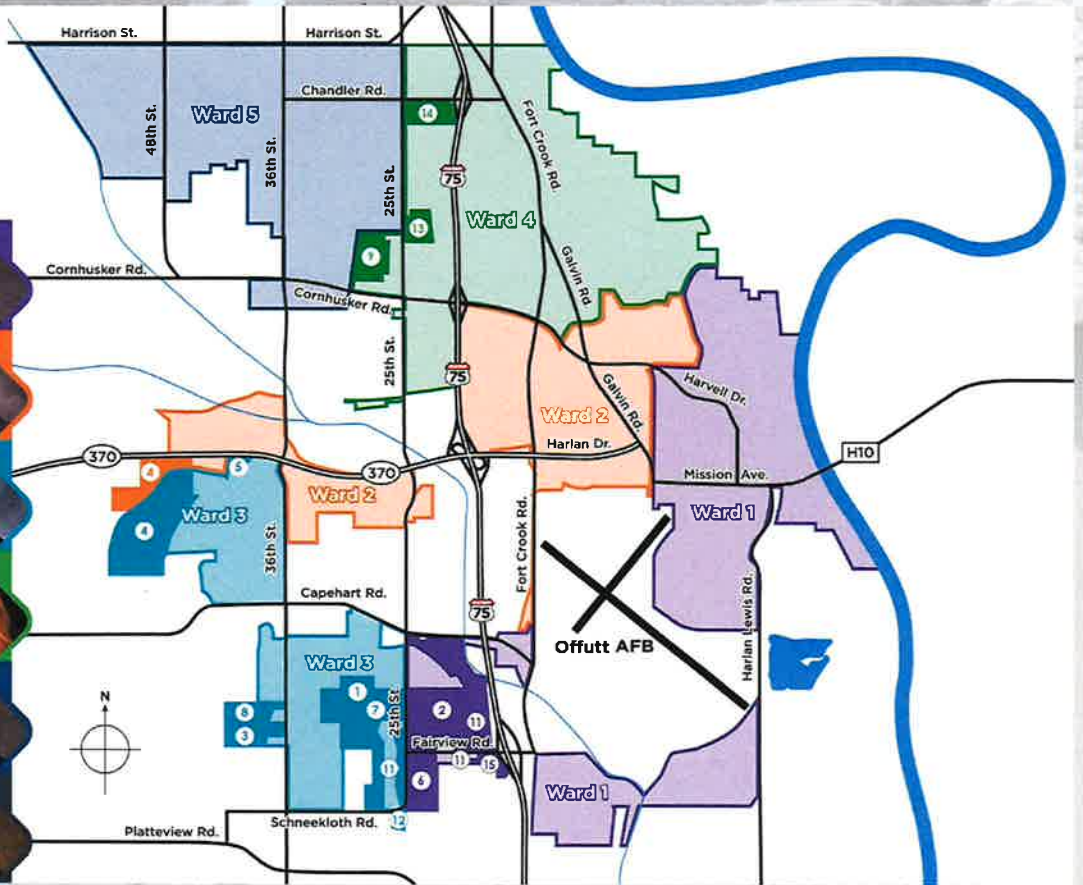 Harrison St.
Harrison St.
Chandler Rd.
Ward 5
48th St.
36th St.
25th St.
14
Fort Crook Rd.
75
13
Ward 4
7
Galvin Rd.
Cornhusker Rd.
Cornhusker Rd.
25th St.
75
Harvell Dr.
Galvin Rd.
Ward 2
Harlan Dr.
370
370
H10
4
5
Mission Ave.
Ward 2
Ward 3
4
Ward 1
36th St.
Fort Crook Rd.
Capehart Rd.
75
Harlan Lewis Rd.
Offutt AFB
Ward 3
N
1
7
25th St.
2
11
8
3
Fairview Rd.
11
15
11
6
Ward 1
12
Schneekloth Rd.
Platteview Rd.